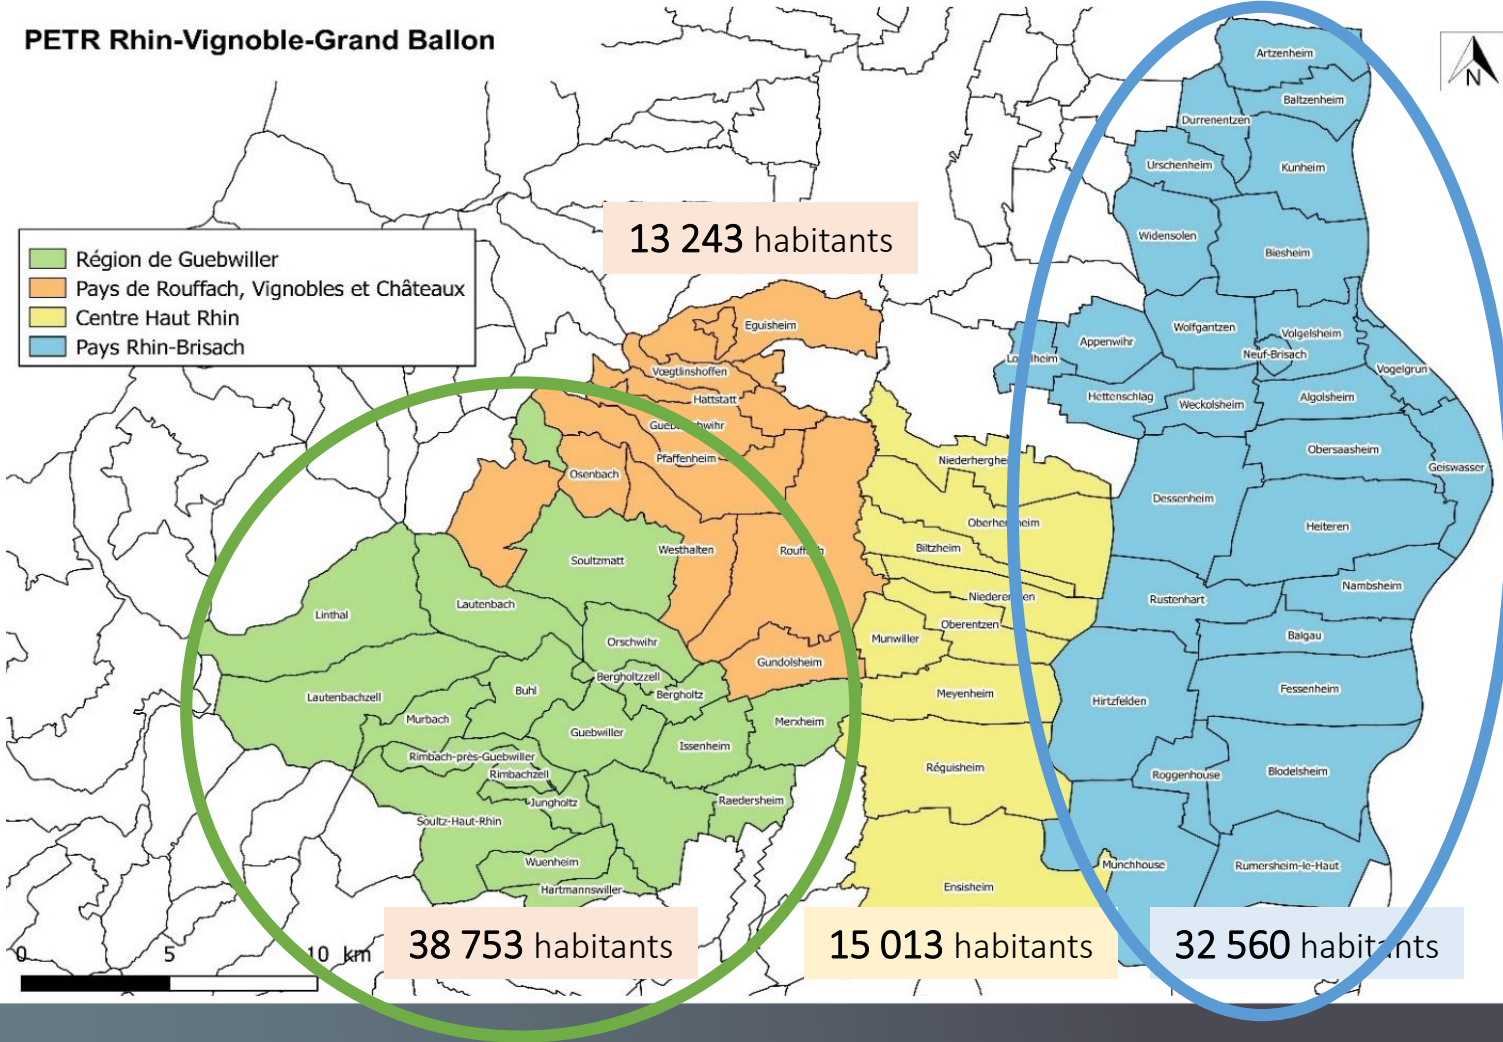 PETR Rhin-Vignoble-Grand Ballon
N
Région de Guebwiller
Pays de Rouffach, Vignobles et Châteaux
Centre Haut Rhin
Pays Rhin-Brisach
13 243 habitants
Artzenheim
Baltzenheim
Durrenentzen
Urschenheim
Kunheim
Widensolen
Biesheim
Eguisheim
Wolfgantzen
Volgelsheim
Appenwihr
Neuf-Brisach
Vogelgrun
Vœgtlinshoffen
Hettenschlag
Weckolsheim
Algolsheim
Hattstatt
Pfaffenheim
Obersaasheim
Geiswasser
Osenbach
Dessenheim
Heiteren
Biltzheim
Westhalten
Soultzmatt
Nambsheim
Rustenhart
Lautenbach
Linthal
Oberentzen
Munwiller
Balgau
Orschwihr
Gundolsheim
Bergholtzzell
Bergholtz
Buhl
Lautenbachzell
Meyenheim
Fessenheim
Hirtzfelden
Murbach
Merxheim
Guebwiller
Issenheim
Rimbach-près-Guebwiller
Rimbachzell
Réguisheim
Roggenhouse
Blodelsheim
Jungholtz
Raedersheim
Soultz-Haut-Rhin
Wuenheim
Munchhouse
Rumersheim-le-Haut
Hartmannswiller
Ensisheim
0 5 10 km
38 753 habitants
15 013 habitants
32 560 habitants